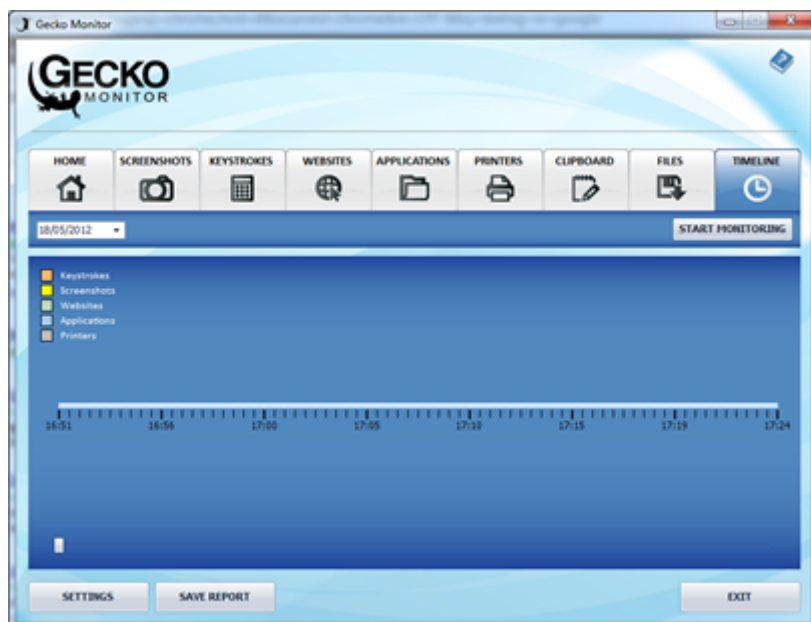 Gecko Monitor
GECKO
MONITOR
HOME SCREENSHOTS KEYSTROKES WEBSITES APPLICATIONS PRINTERS CLIPBOARD FILES TIMELINE
18/05/2012 START MONITORING
Keystrokes
Screenshots
Websites
Applications
Printers
16:51 16:56 17:00 17:05 17:10 17:15 17:19 17:24
SETTINGS SAVE REPORT EXIT